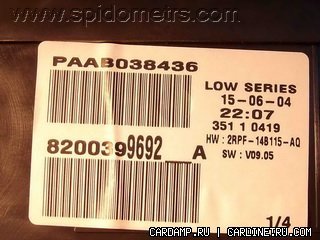 www.spidometrs.com
PAAB038436
LOW SERIES
15-06-04
22:07
351 1 0419
HW : 2RPF-14B115-AQ
SW : V09.05
8200399692__A
1/4
CARDAMP.RU | CARDINETRU.COM